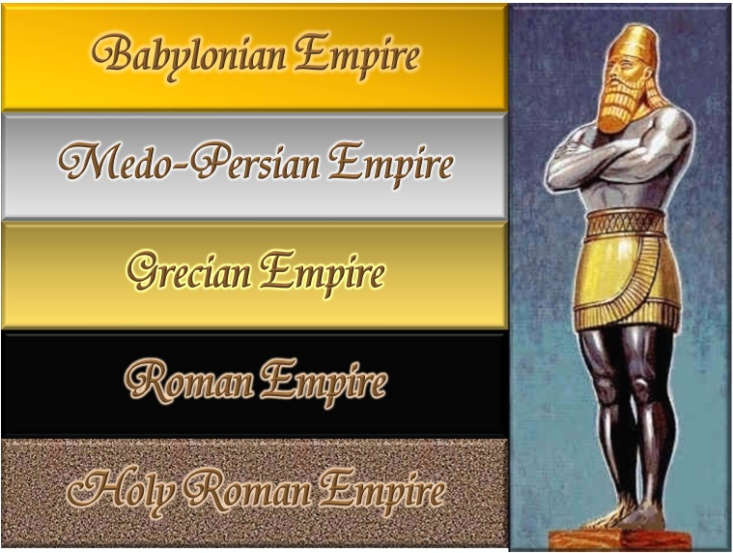 Babylonian Empire
Medo-Persian Empire
Grecian Empire
Roman Empire
Holy Roman Empire